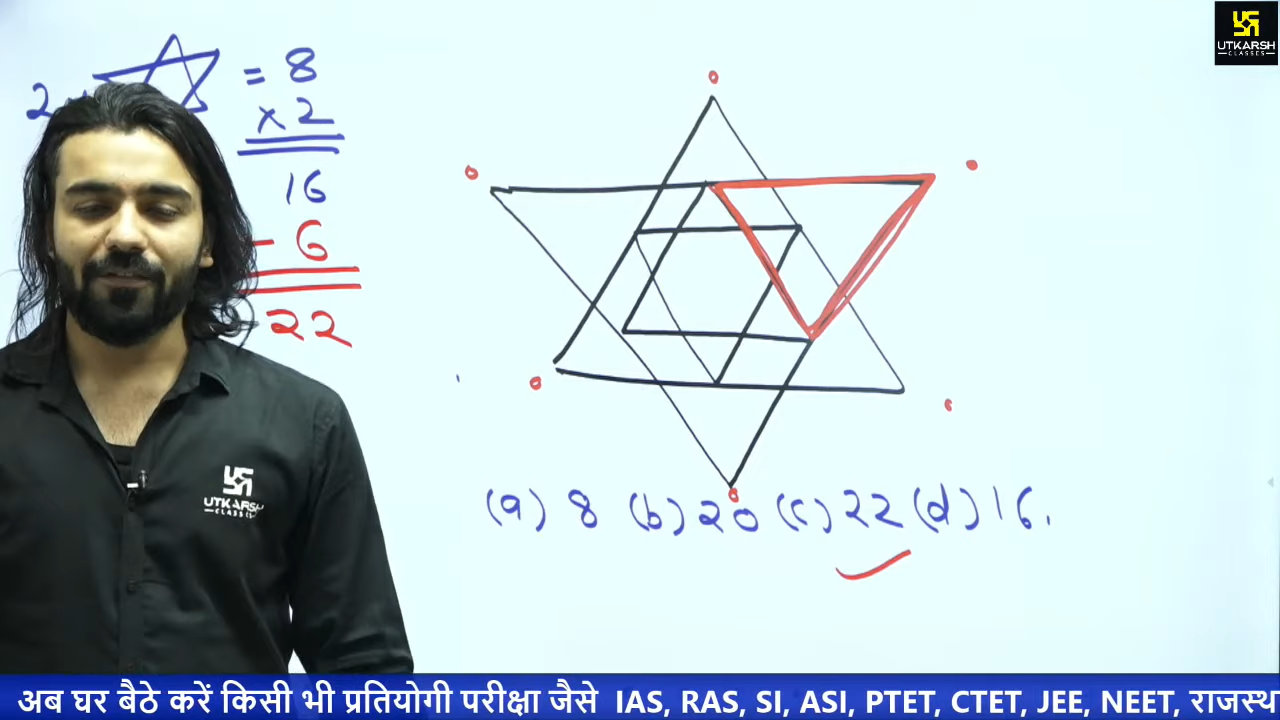 UTKARSH
CLASSES
2
= 8
× 2
16
- 6
22
UTKARSH
CLASSES
(a) 8 (b) 20 (c) 22 (d) 16.
अब घर बैठे करें किसी भी प्रतियोगी परीक्षा जैसे IAS, RAS, SI, ASI, PTET, CTET, JEE, NEET, राजस्थ